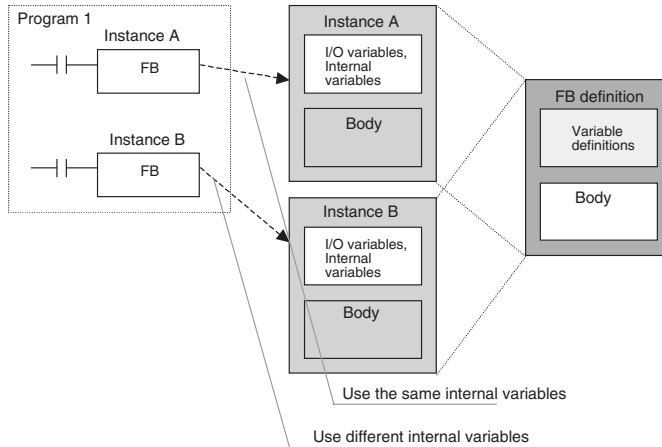 Program 1
Instance A
FB
Instance B
FB
Instance A
I/O variables,
Internal
variables
Body
Instance B
I/O variables,
Internal
variables
Body
FB definition
Variable
definitions
Body
Use the same internal variables
Use different internal variables